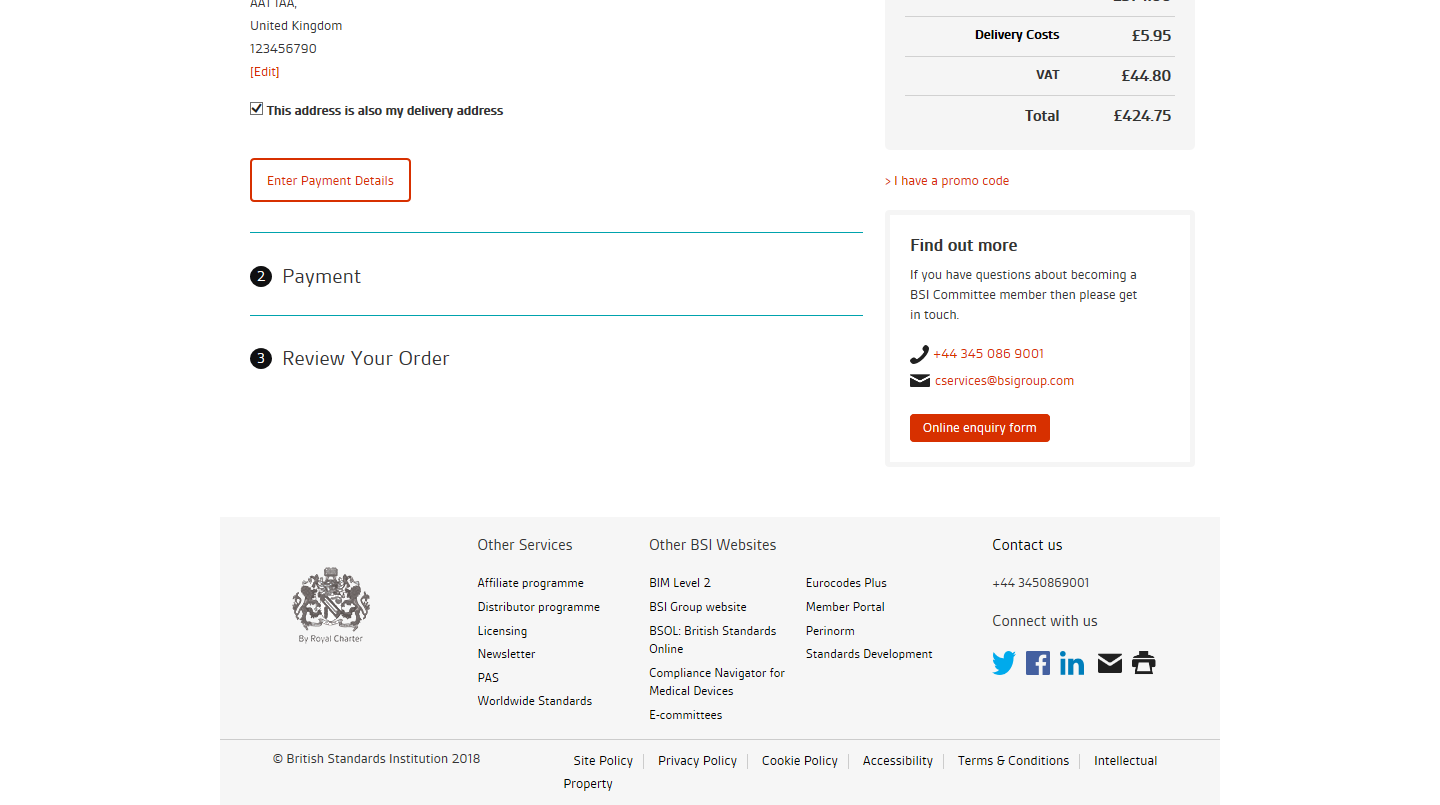 United Kingdom
123456790
[Edit]
This address is also my delivery address
Enter Payment Details
2 Payment
3 Review Your Order
Delivery Costs £5.95
VAT £44.80
Total £424.75
> I have a promo code
Find out more
If you have questions about becoming a
BSI Committee member then please get
in touch.
+44 345 086 9001
cservices@bsigroup.com
Online enquiry form
By Royal Charter
Other Services
Affiliate programme
Distributor programme
Licensing
Newsletter
PAS
Worldwide Standards
Other BSI Websites
BIM Level 2
BSI Group website
BSOL: British Standards
Online
Compliance Navigator for
Medical Devices
E-committees
Eurocodes Plus
Member Portal
Perinorm
Standards Development
Contact us
+44 3450869001
Connect with us
© British Standards Institution 2018
Site Policy Privacy Policy Cookie Policy Accessibility Terms & Conditions Intellectual
Property